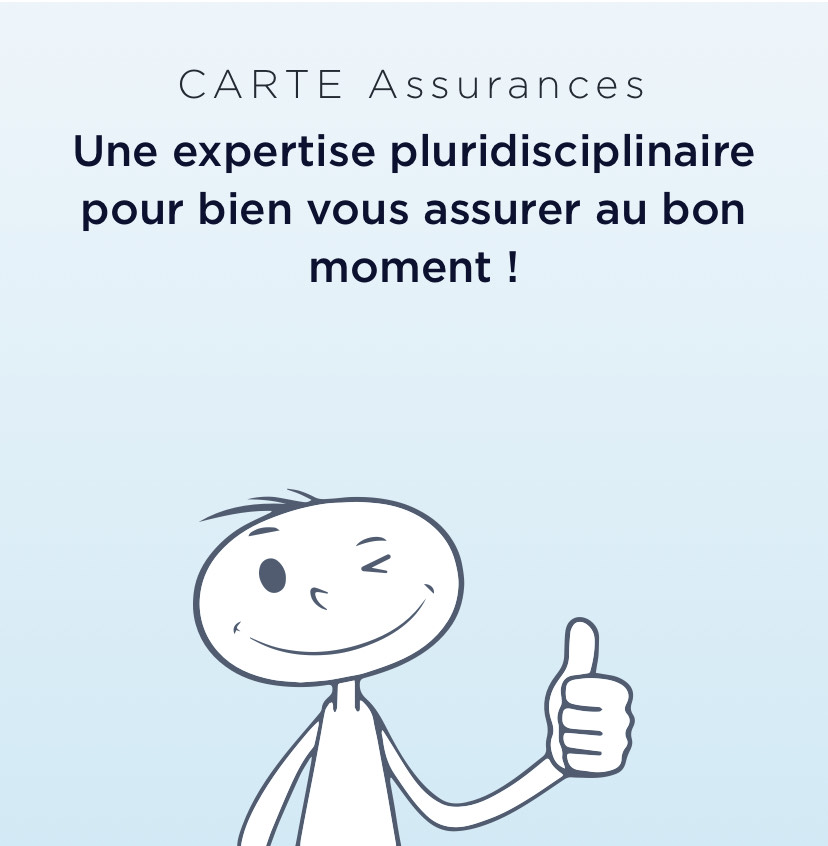 CARTE Assurances
Une expertise pluridisciplinaire
pour bien vous assurer au bon
moment !